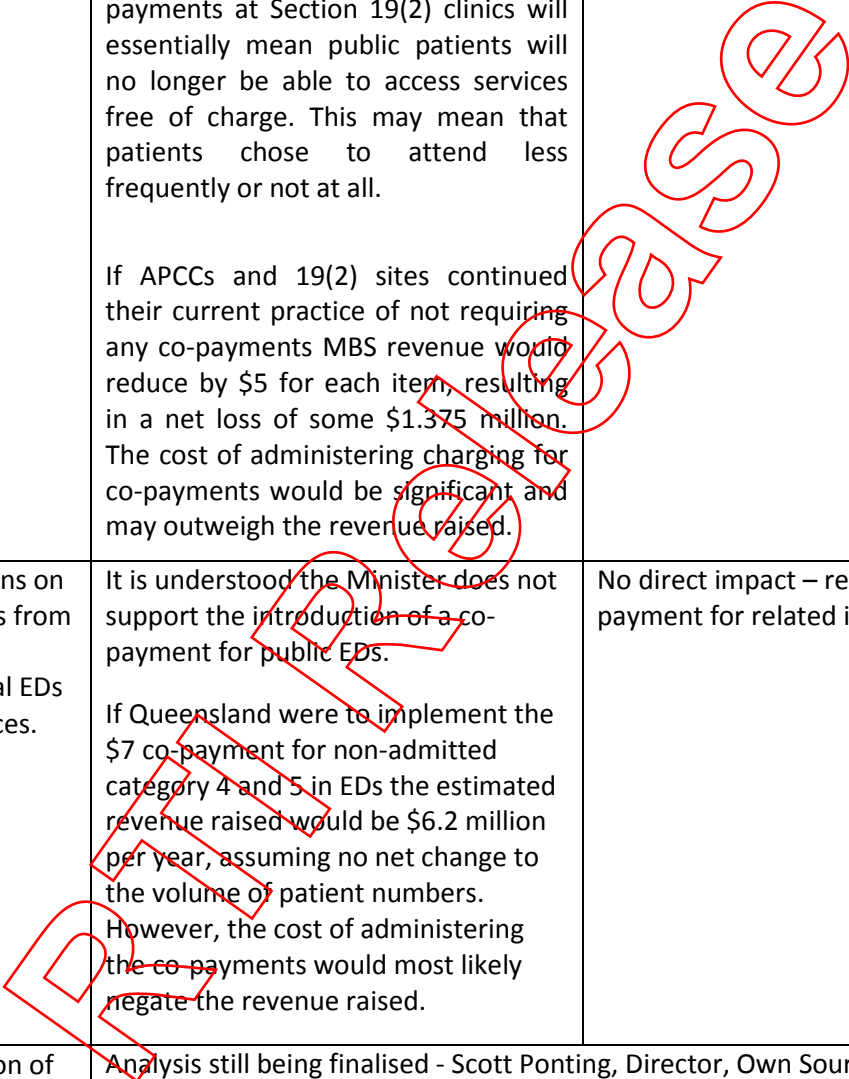 payments at Section 19(2) clinics will
essentially mean public patients will
no longer be able to access services
free of charge. This may mean that
patients chose to attend less
frequently or not at all.
If APCCs and 19(2) sites continued
their current practice of not requiring
any co-payments MBS revenue would
reduce by $5 for each item, resulting
in a net loss of some $1.375 million.
The cost of administering charging for
co-payments would be significant and
may outweigh the revenue raised.
ns on
s from
al EDs
ces.
It is understood the Minister does not
support the introduction of a co-
payment for public EDs.
If Queensland were to implement the
$7 co-payment for non-admitted
category 4 and 5 in EDs the estimated
revenue raised would be $6.2 million
per year, assuming no net change to
the volume of patient numbers.
However, the cost of administering
the co-payments would most likely
negate the revenue raised.
No direct impact – re
payment for related i
on of
Analysis still being finalised - Scott Ponting, Director, Own Sour
RTI Release